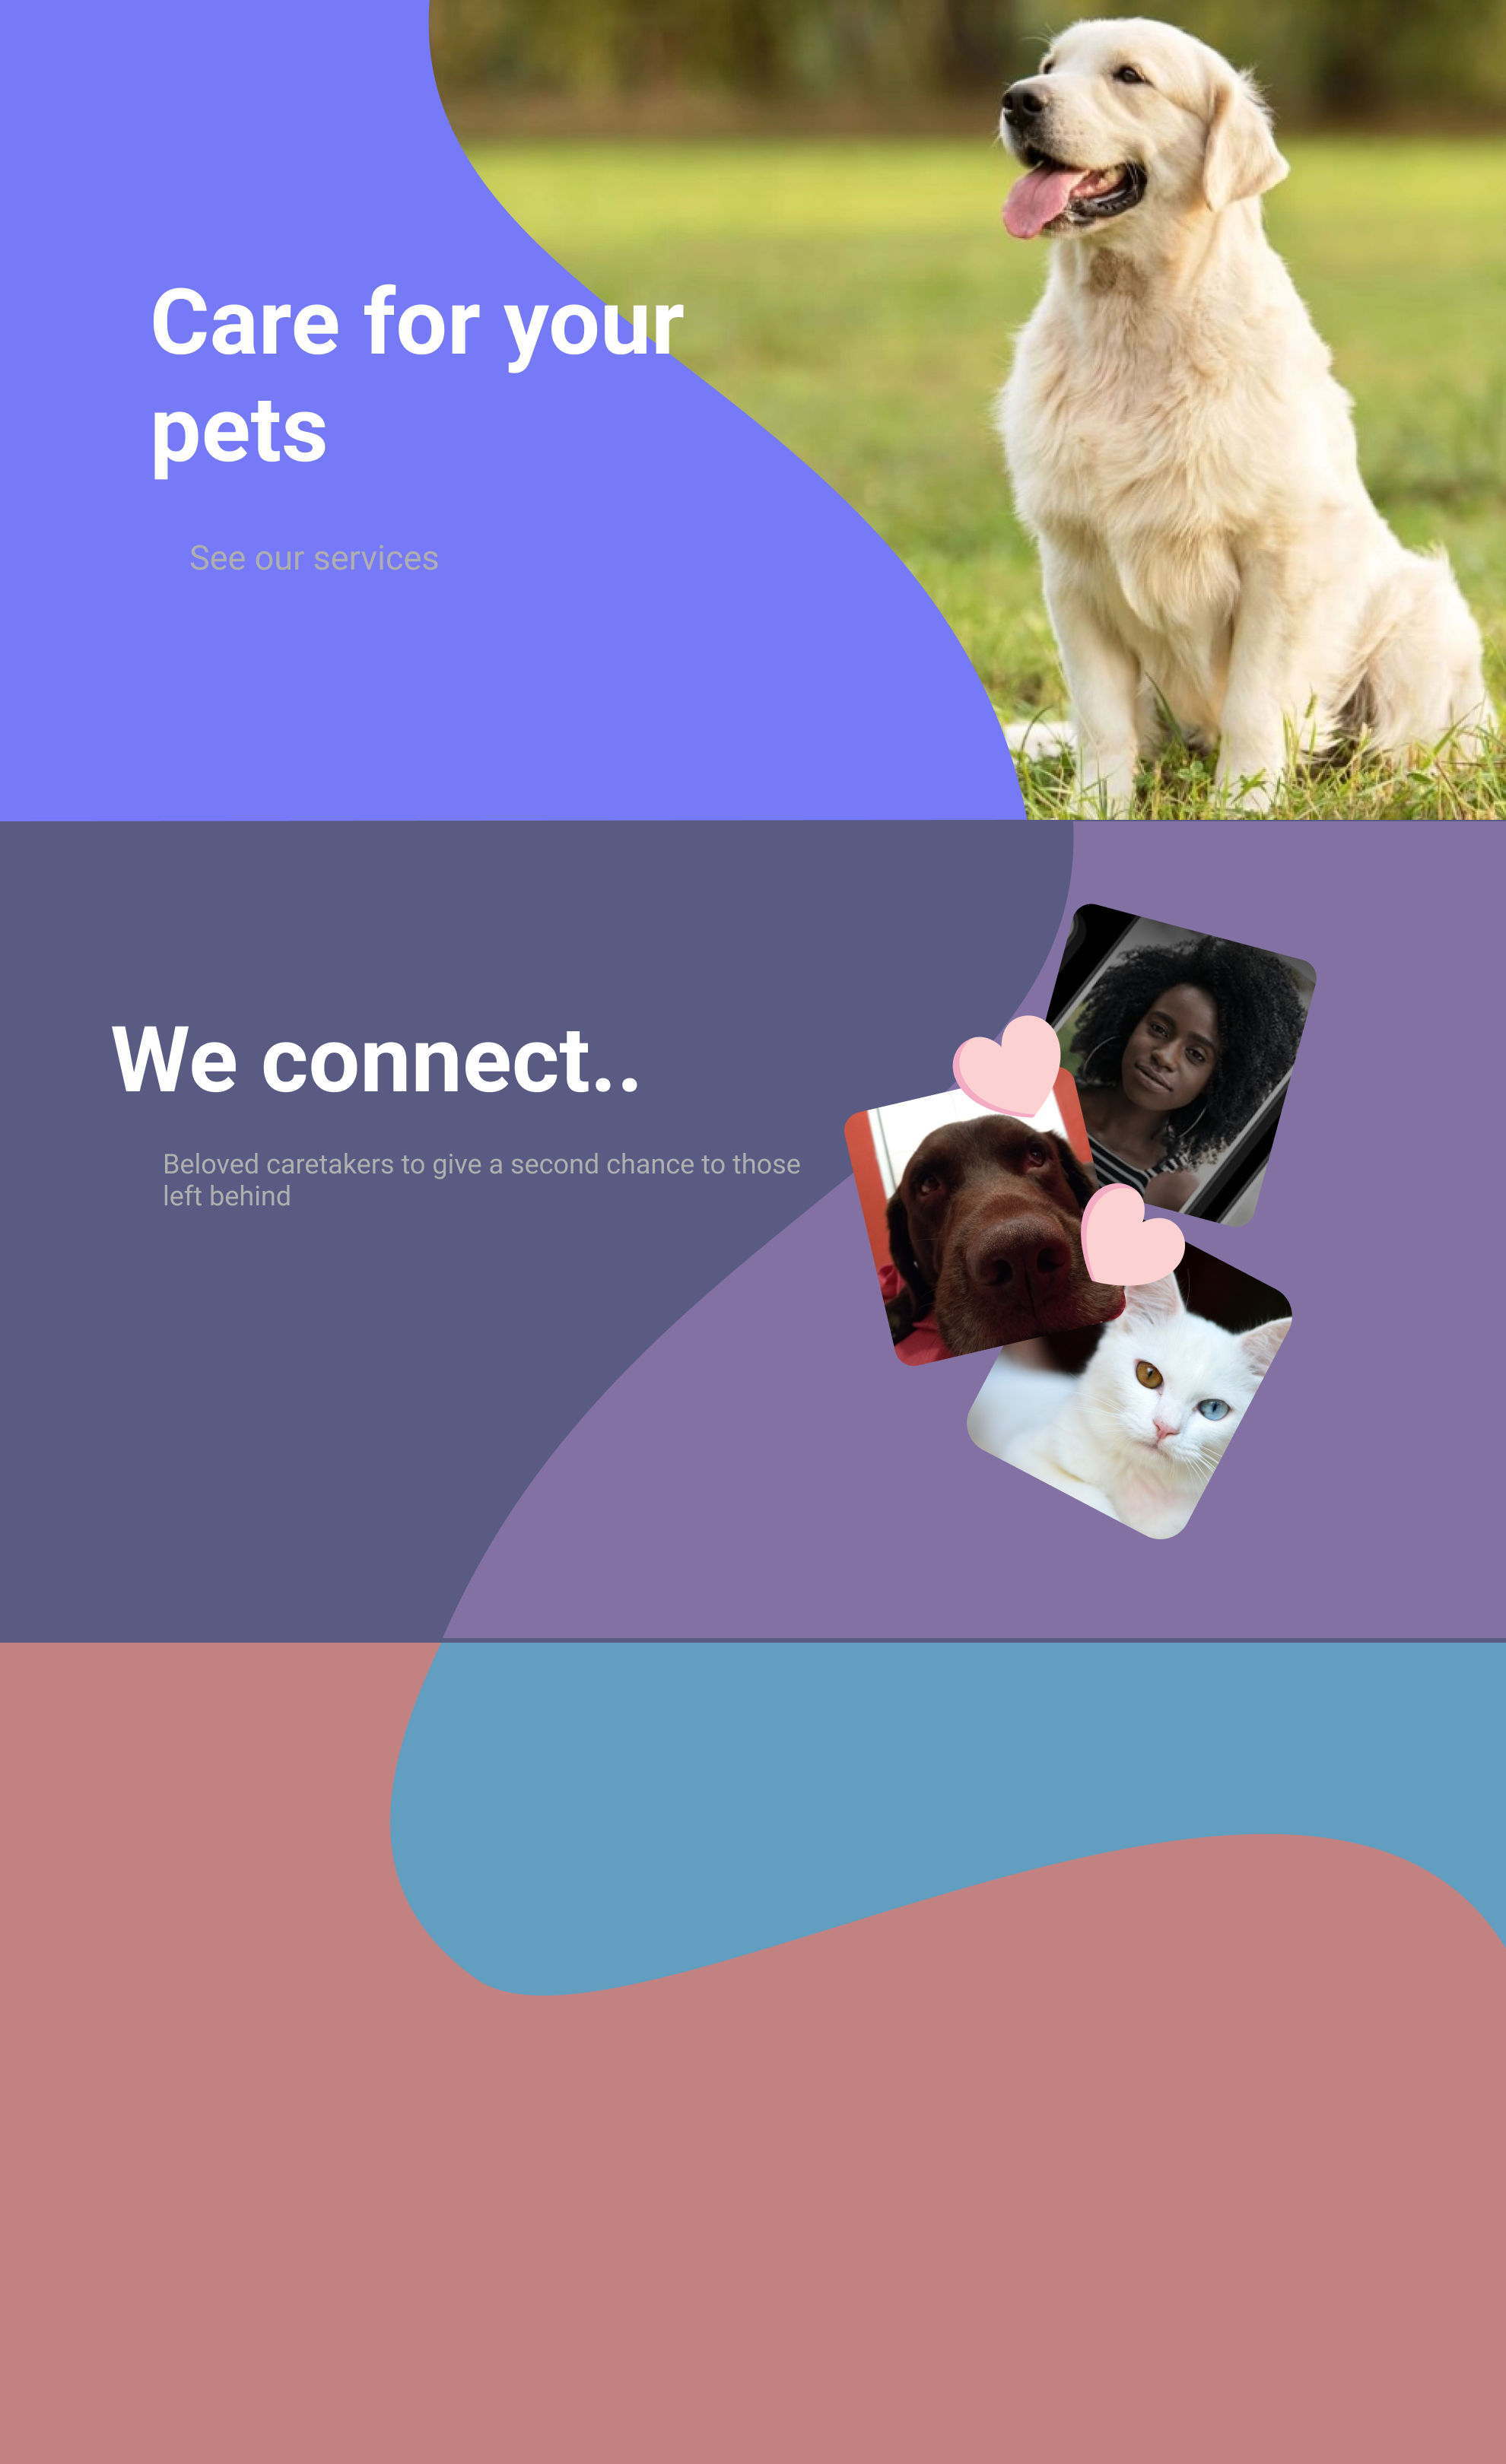 Care for your
pets
See our services
We connect..
Beloved caretakers to give a second chance to those
left behind